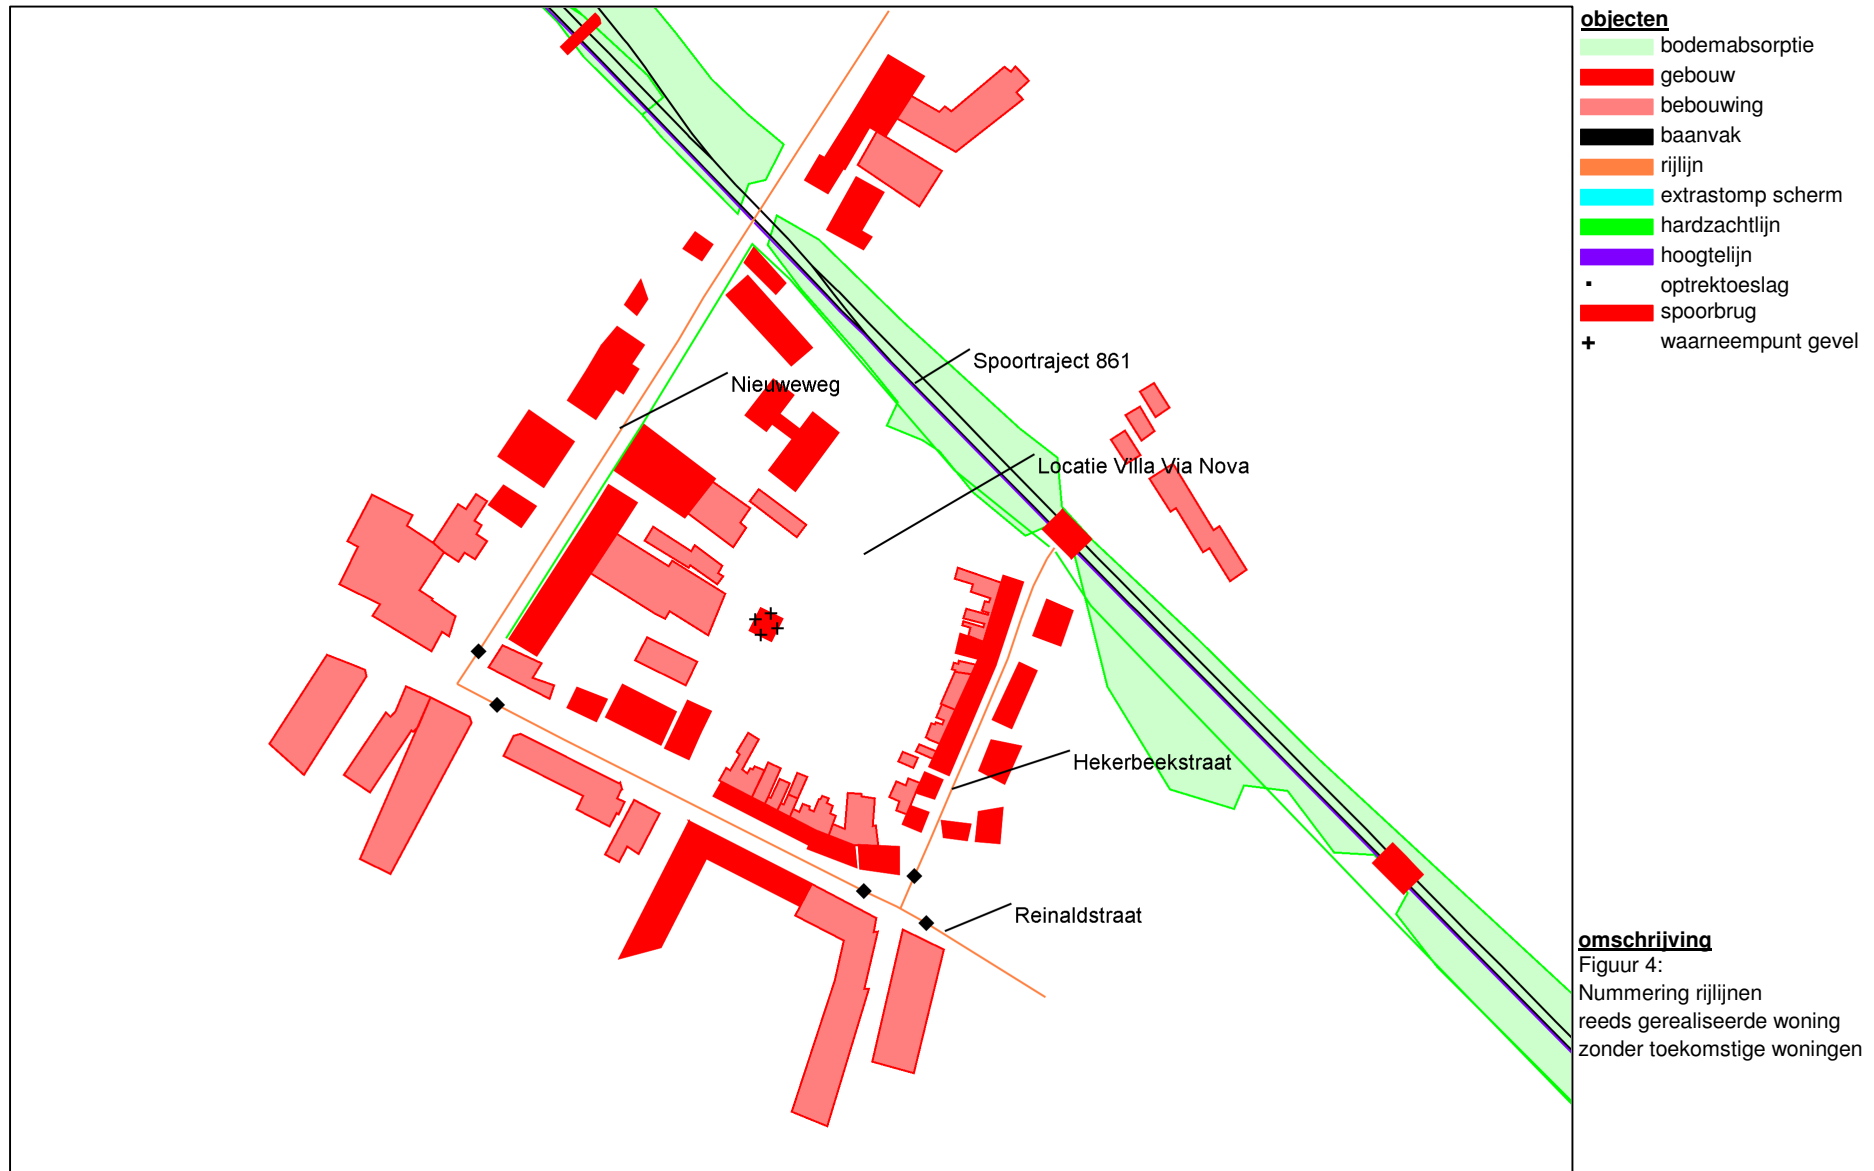 objecten
bodemabsorptie
gebouw
bebouwing
baanvak
rijlijn
extrastomp scherm
hardzachtlijn
hoogtelijn
optrektoeslag
spoorbrug
waarneempunt gevel
Spoortraject 861
Nieuweweg
Locatie Villa Via Nova
Hekerbeekstraat
Reinaldstraat
omschrijving
Figuur 4:
Nummering rijlijnen
reeds gerealiseerde woning
zonder toekomstige woningen